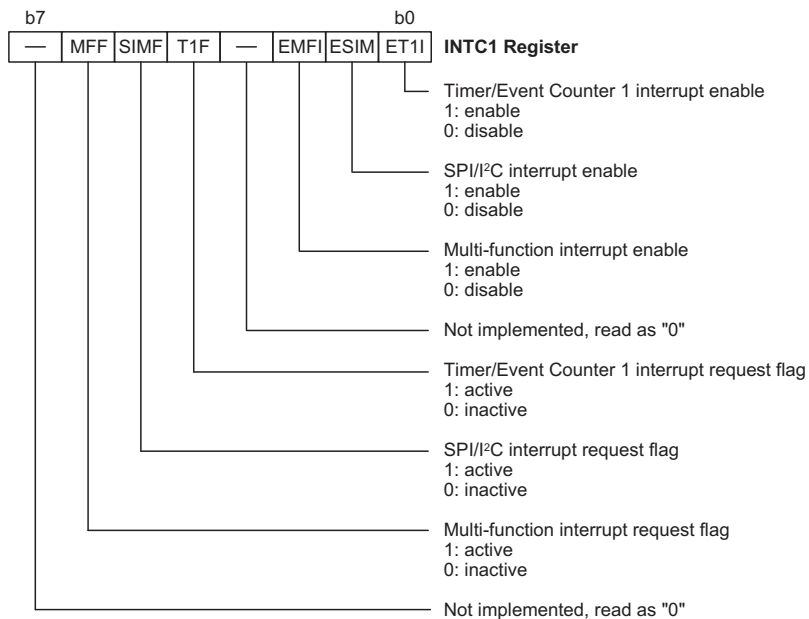 b7 b0
— MFF SIMF T1F — EMFI ESIM ET1I INTC1 Register
Timer/Event Counter 1 interrupt enable
1: enable
0: disable
SPI/I²C interrupt enable
1: enable
0: disable
Multi-function interrupt enable
1: enable
0: disable
Not implemented, read as "0"
Timer/Event Counter 1 interrupt request flag
1: active
0: inactive
SPI/I²C interrupt request flag
1: active
0: inactive
Multi-function interrupt request flag
1: active
0: inactive
Not implemented, read as "0"